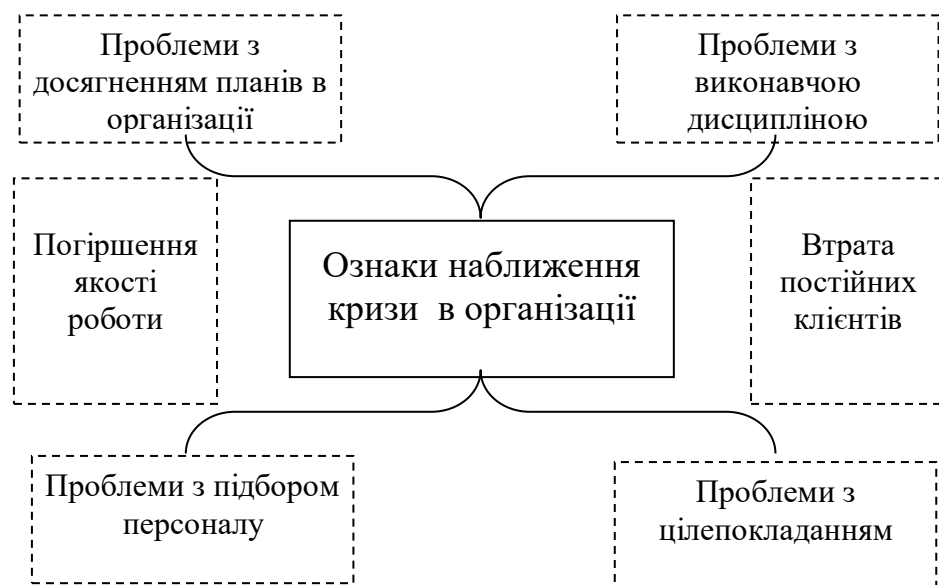 Проблеми з
досягненням планів в
організації
Проблеми з
виконавчою
дисципліною
Погіршення
якості
роботи
Ознаки наближення
кризи в організації
Втрата
постійних
клієнтів
Проблеми з підбором
персоналу
Проблеми з
цілепокладанням